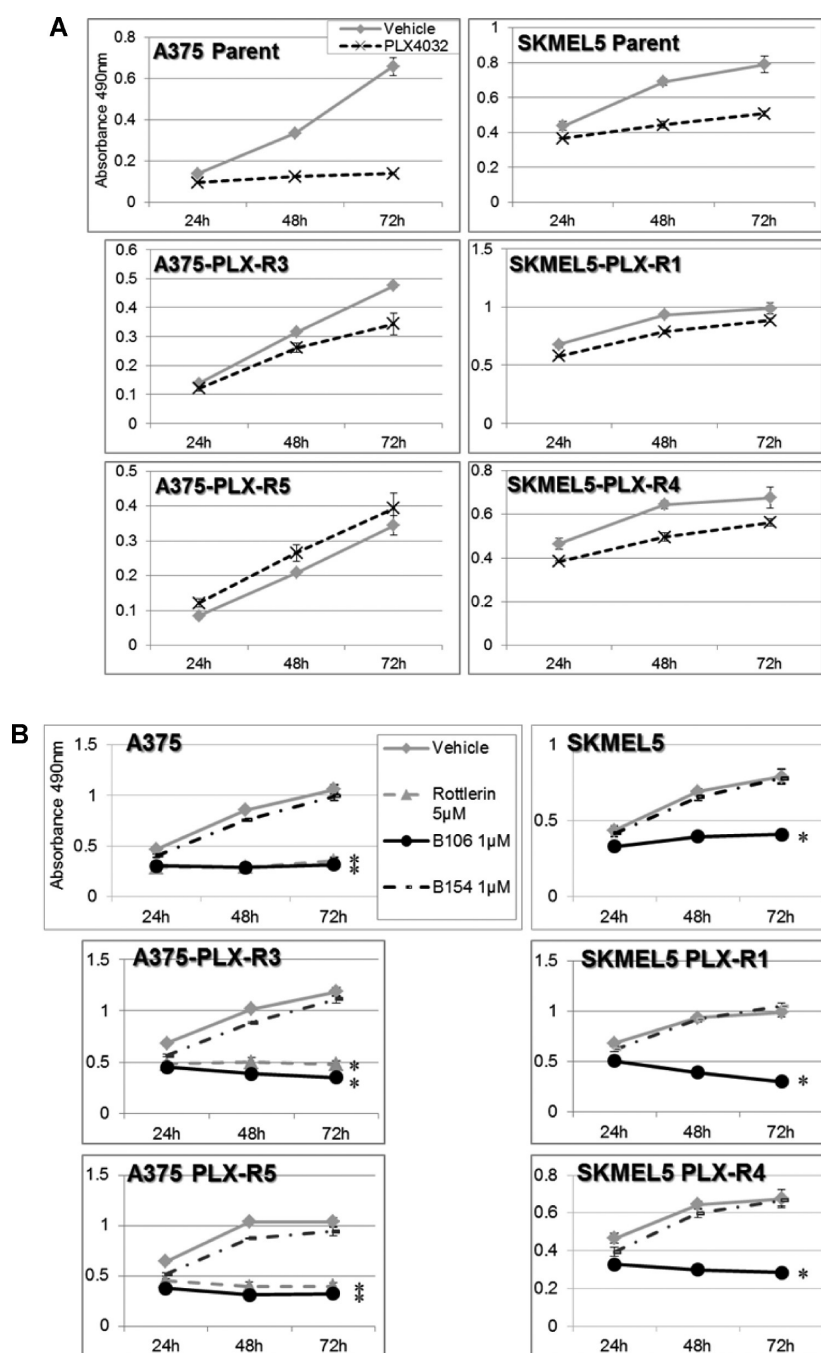 A
A375 Parent
Vehicle
PLX4032
Absorbance 490nm
0.8
0.6
0.4
0.2
0
24h 48h 72h
SKMEL5 Parent
1
0.8
0.6
0.4
0.2
0
24h 48h 72h
A375-PLX-R3
0.6
0.5
0.4
0.3
0.2
0.1
0
24h 48h 72h
SKMEL5-PLX-R1
1.5
1
0.5
0
24h 48h 72h
A375-PLX-R5
0.5
0.4
0.3
0.2
0.1
0
24h 48h 72h
SKMEL5-PLX-R4
0.8
0.6
0.4
0.2
0
24h 48h 72h
B
A375
Absorbance 490nm
1.5
1
0.5
0
24h 48h 72h
*
*
Vehicle
Rottlerin
5µM
B106 1µM
B154 1µM
SKMEL5
1
0.5
0
24h 48h 72h
*
A375-PLX-R3
1.5
1
0.5
0
24h 48h 72h
*
*
SKMEL5 PLX-R1
1.5
1
0.5
0
24h 48h 72h
*
A375 PLX-R5
1.5
1
0.5
0
24h 48h 72h
*
*
SKMEL5 PLX-R4
0.8
0.6
0.4
0.2
0
24h 48h 72h
*